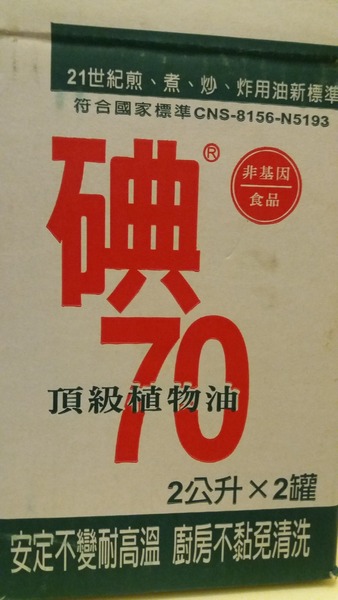 21世紀煎、煮、炒、炸用油新標準
符合國家標準CNS-8156-N5193
碘®
非基因
食品
70
頂級植物油
2公升×2罐
安定不變耐高溫 廚房不黏免清洗